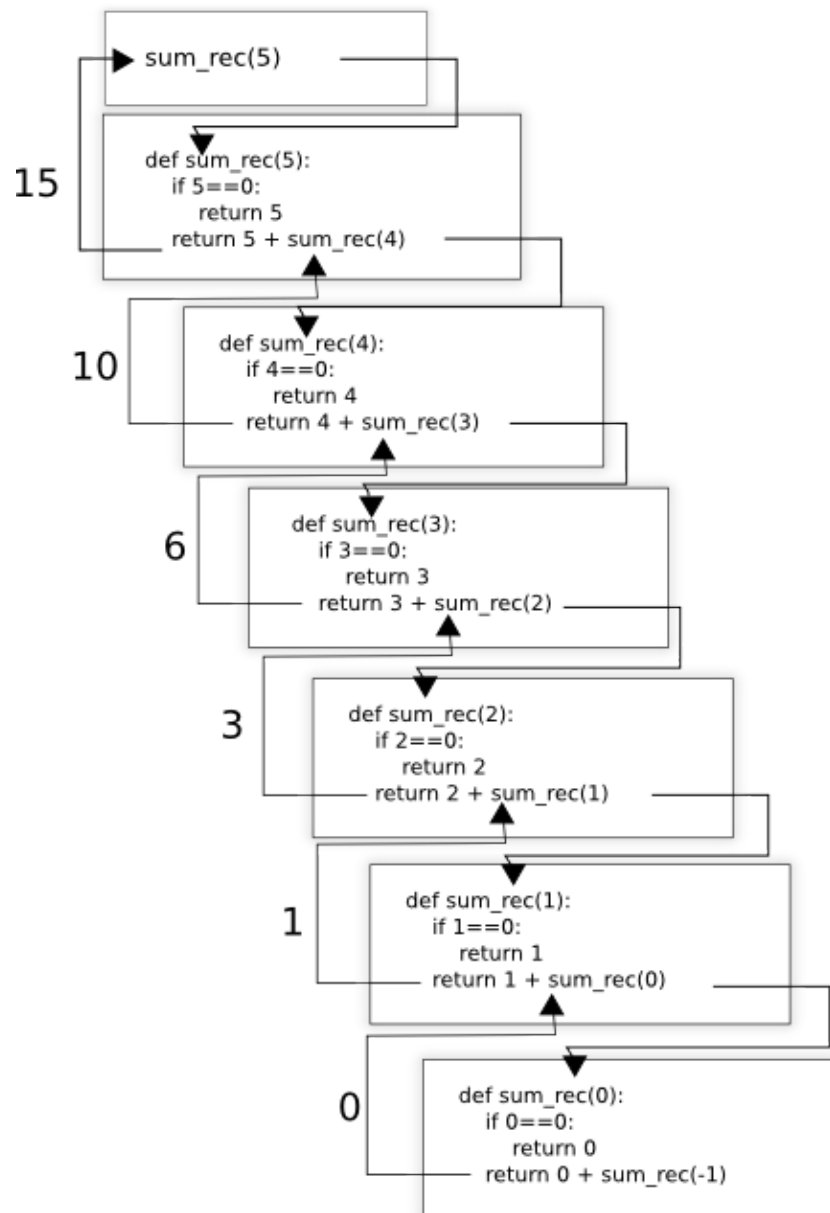 sum_rec(5)
15
def sum_rec(5):
if 5==0:
return 5
return 5 + sum_rec(4)
10
def sum_rec(4):
if 4==0:
return 4
return 4 + sum_rec(3)
6
def sum_rec(3):
if 3==0:
return 3
return 3 + sum_rec(2)
3
def sum_rec(2):
if 2==0:
return 2
return 2 + sum_rec(1)
1
def sum_rec(1):
if 1==0:
return 1
return 1 + sum_rec(0)
0
def sum_rec(0):
if 0==0:
return 0
return 0 + sum_rec(-1)